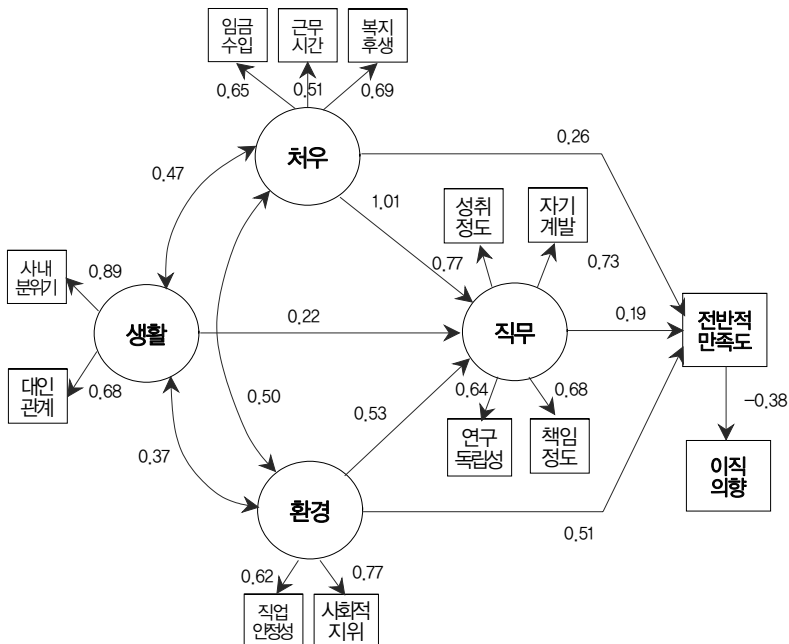 임금
수입
근무
시간
복지
후생
0.65
0.51
0.69
처우
0.26
0.47
1.01
성취
정도
자기
계발
사내
분위기
0.89
0.77
0.73
생활
0.22
직무
0.19
전반적
만족도
대인
관계
0.68
0.50
0.53
0.64
0.68
-0.38
연구
독립성
책임
정도
0.37
이직
의향
환경
0.51
0.62
0.77
직업
안정성
사회적
지위